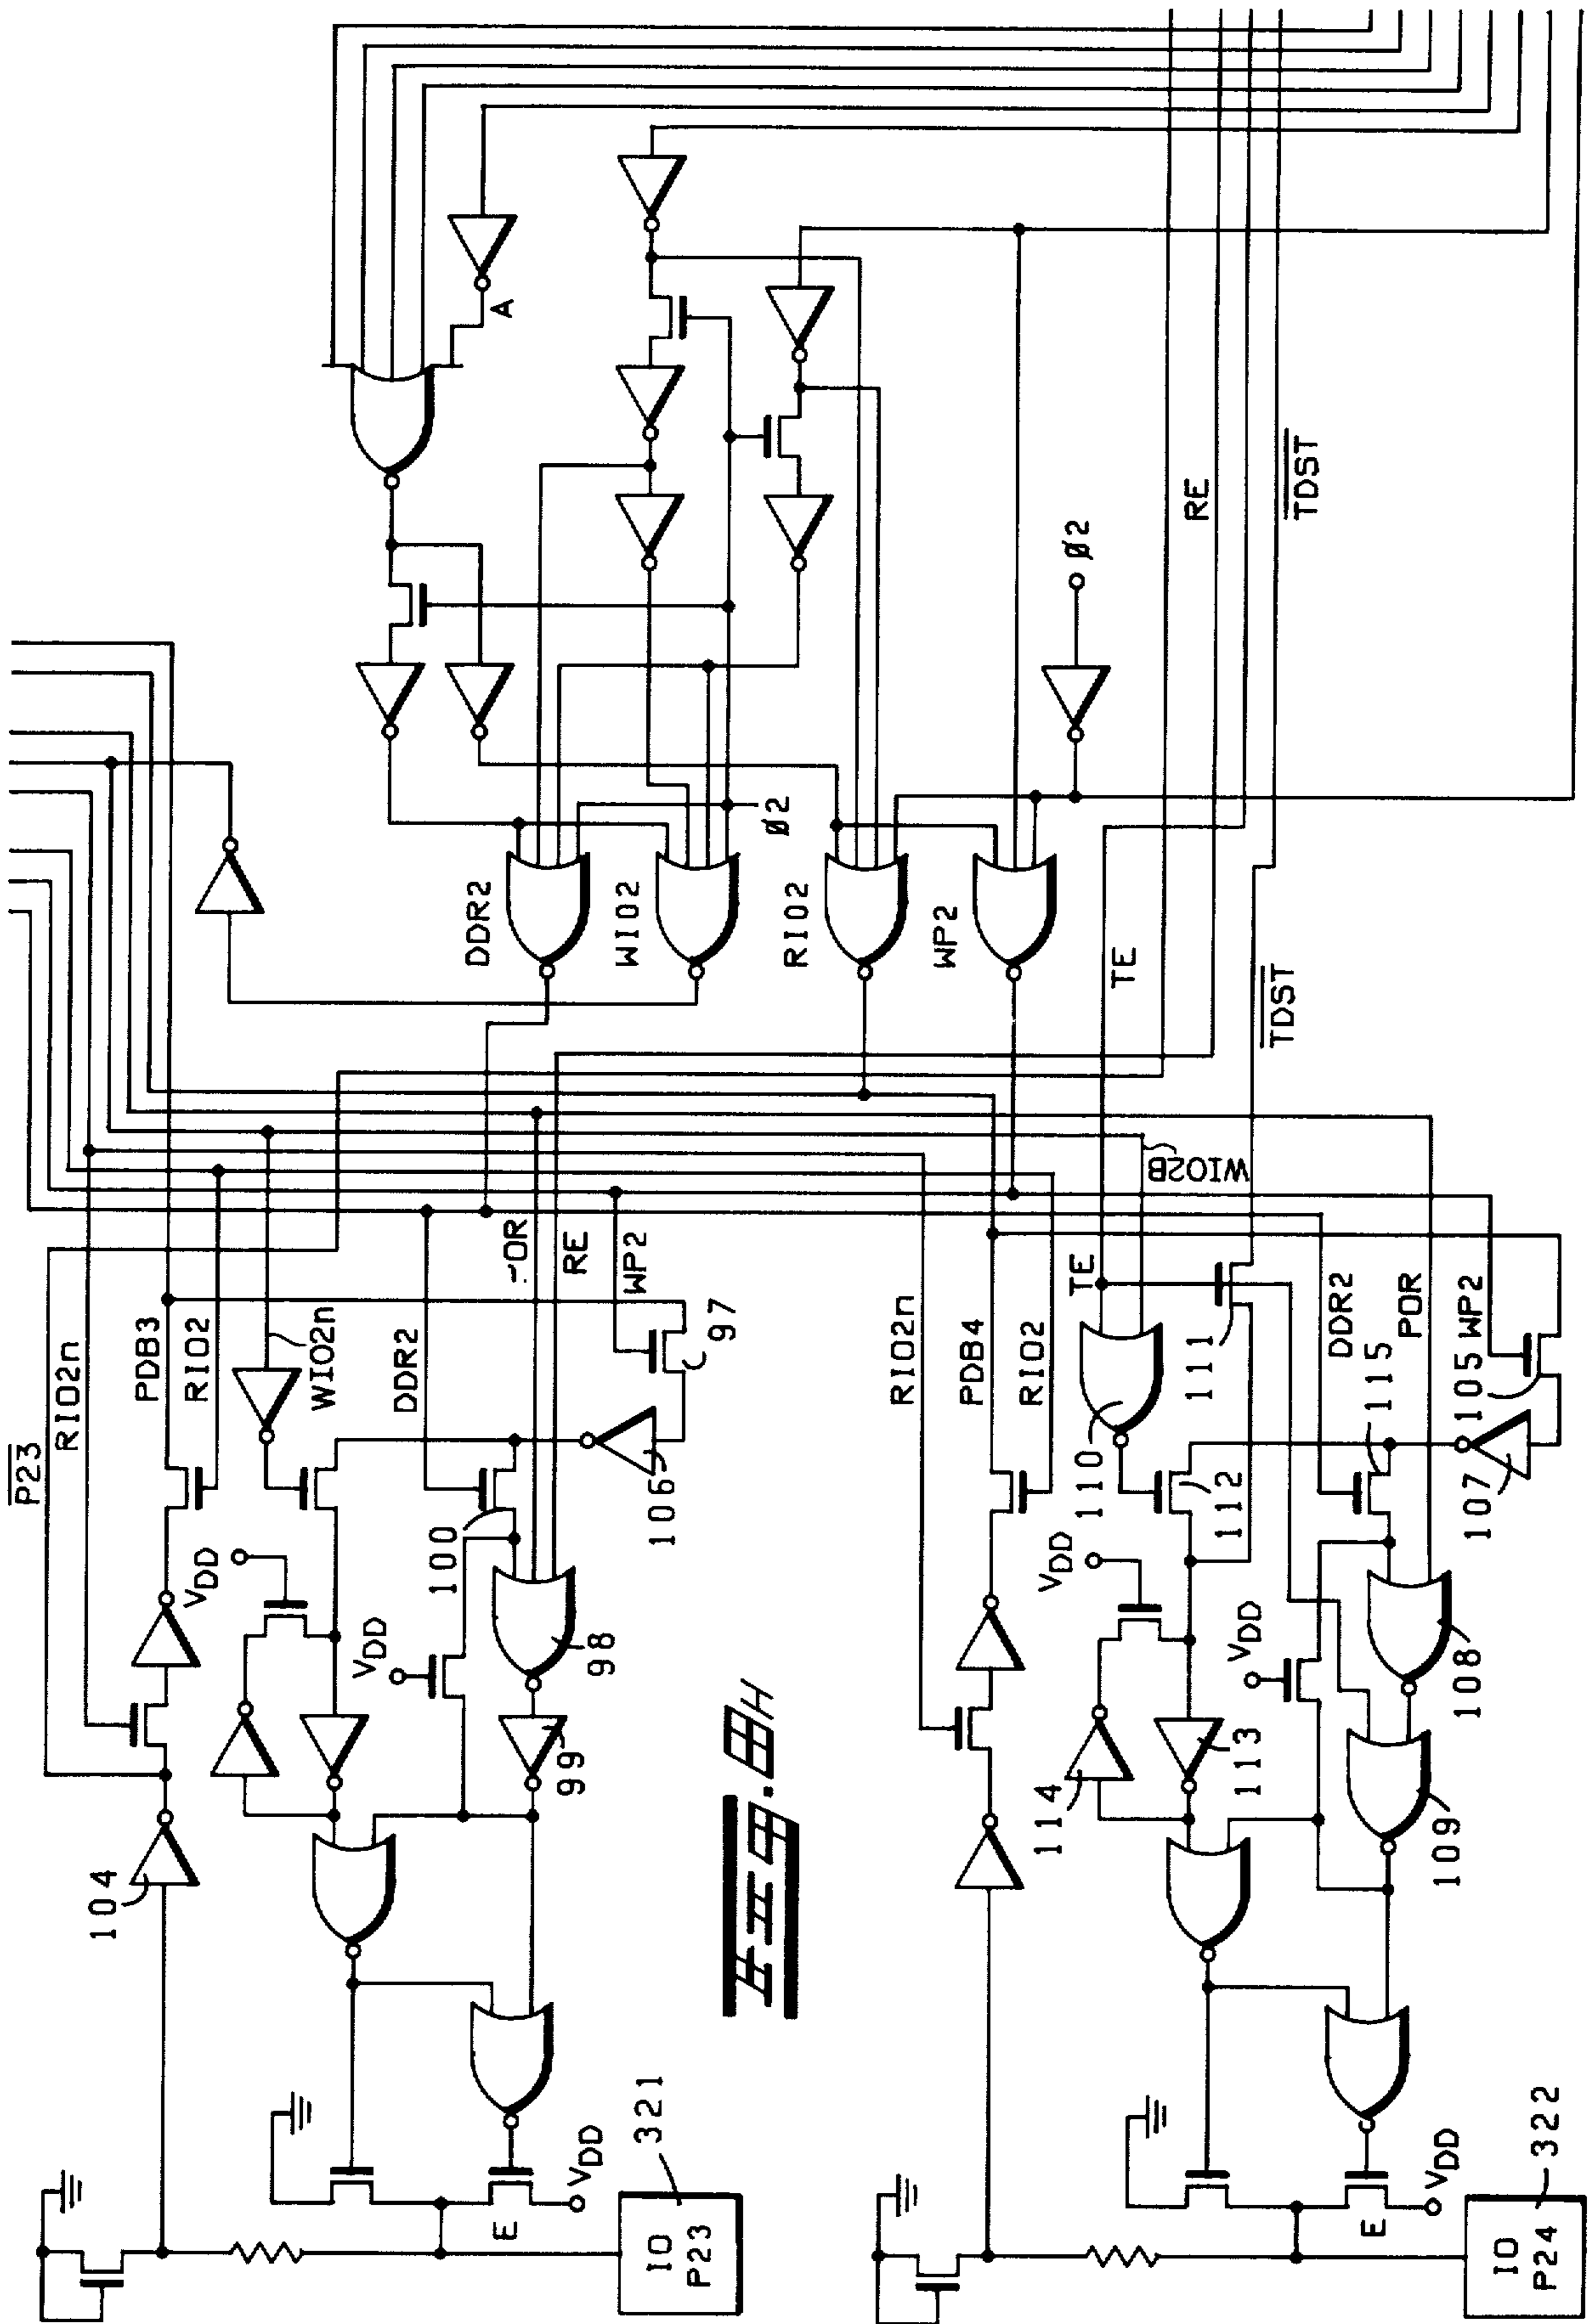 A
RE
TDST
Ø2
Ø2
DDR2
WIO2
RIO2
WP2
TE
TDST
WIO2B
P23
RIO2n
PDB3
RIO2
WIO2n
DDR2
-OR
RE
WP2
97
RIO2n
PDB4
RIO2
TE
111
DDR2
POR
WP2
105
115
104
VDD
VDD
100
106
98
99
110
112
VDD
VDD
113
114
107
108
109
Fig. 8H
E
VDD
IO
P23
321
E
VDD
IO
P24
322